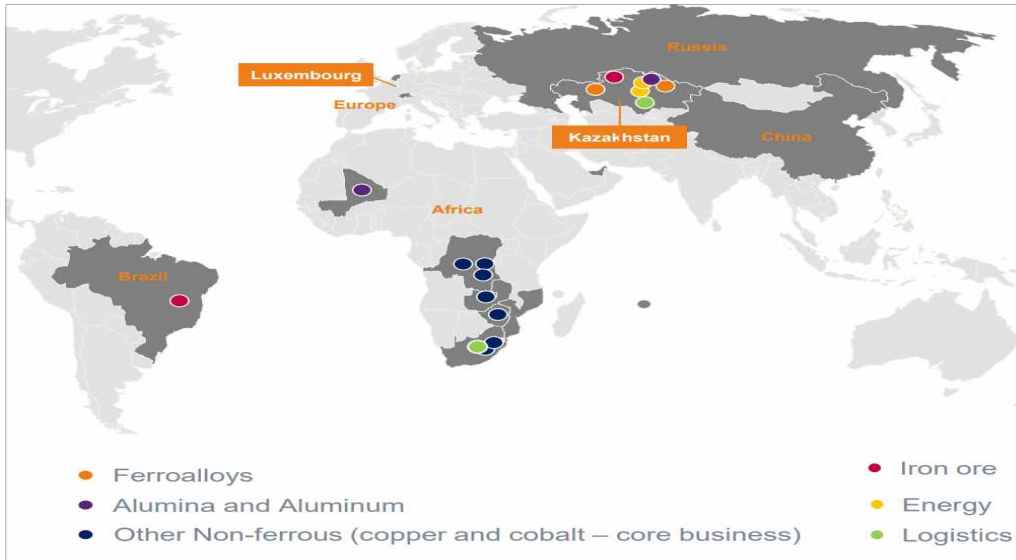 Russia
Luxembourg
Europe
Kazakhstan
China
Africa
Brazil
Ferroalloys
Alumina and Aluminum
Other Non-ferrous (copper and cobalt – core business)
Iron ore
Energy
Logistics